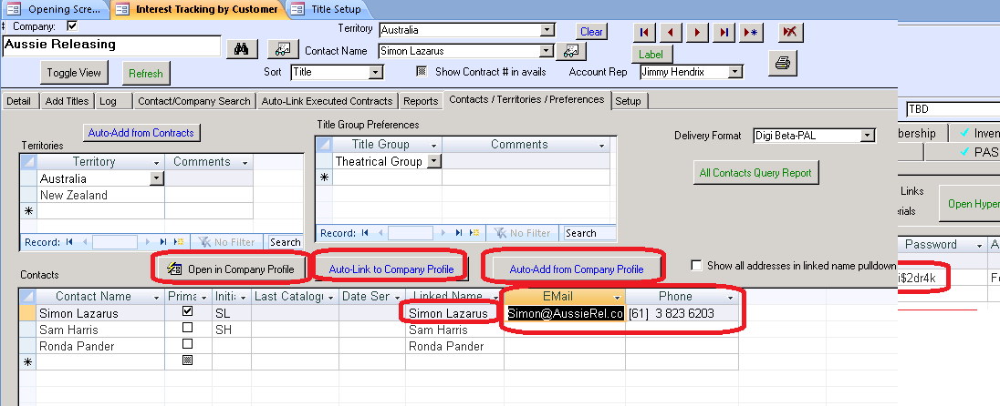 Opening Scre... Interest Tracking by Customer Title Setup
Company:
Territory Australia Clear
Aussie Releasing
Contact Name Simon Lazarus Label
Toggle View Refresh Sort Title Show Contract # in avails Account Rep Jimmy Hendrix
Detail Add Titles Log Contact/Company Search Auto-Link Executed Contracts Reports Contacts / Territories / Preferences Setup
TBD
Title Group Preferences
Auto-Add from Contracts
Territories
Title Group Comments
Delivery Format Digi Beta-PAL
bership Inven
PAS
Territory Comments
Theatrical Group
Australia
All Contacts Query Report
New Zealand
Links
erials
Open Hyper
Record: No Filter Search
Record: No Filter Search
Password A
Contacts Open in Company Profile Auto-Link to Company Profile Auto-Add from Company Profile Show all addresses in linked name pulldown
i$2dr4k Fo
Contact Name Prima Initia Last Catalogu Date Ser Linked Name EMail Phone
Simon Lazarus SL Simon Lazarus Simon@AussieRel.co [61] 3 823 6203
Sam Harris SH Sam Harris
Ronda Pander Ronda Pander